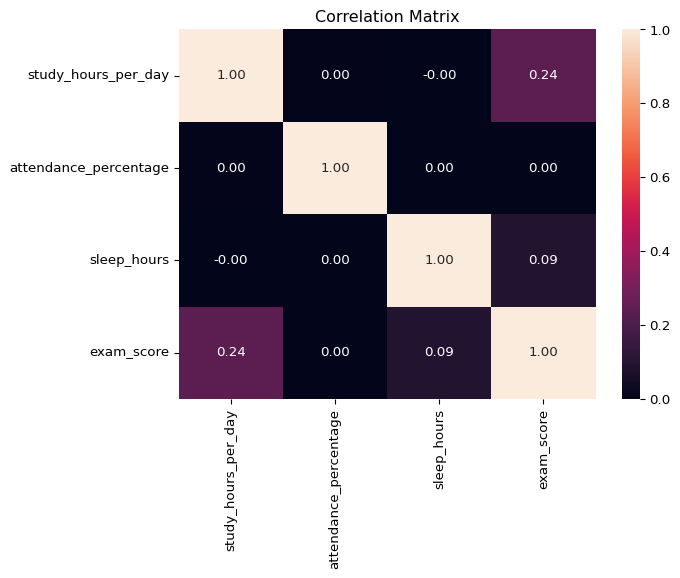 Correlation Matrix
study_hours_per_day
1.00 0.00 -0.00 0.24
attendance_percentage
0.00 1.00 0.00 0.00
sleep_hours
-0.00 0.00 1.00 0.09
exam_score
0.24 0.00 0.09 1.00
study_hours_per_day
attendance_percentage
sleep_hours
exam_score
1.0
0.8
0.6
0.4
0.2
0.0